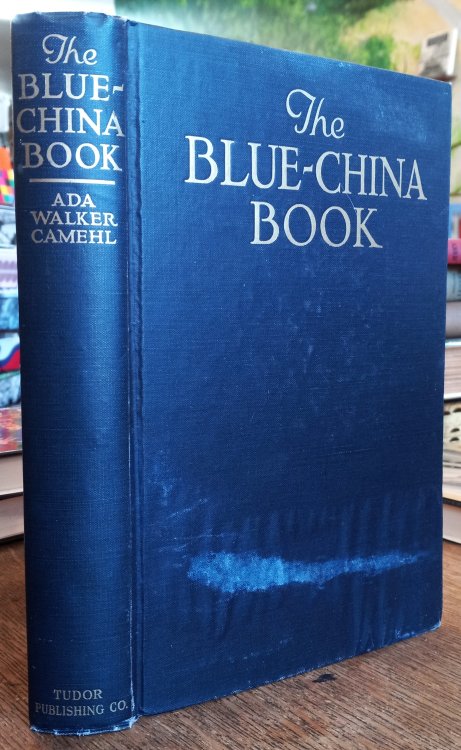 The
BLUE-
CHINA
BOOK
ADA
WALKER
CAMEHL
TUDOR
PUBLISHING CO.
The
BLUE-CHINA
BOOK